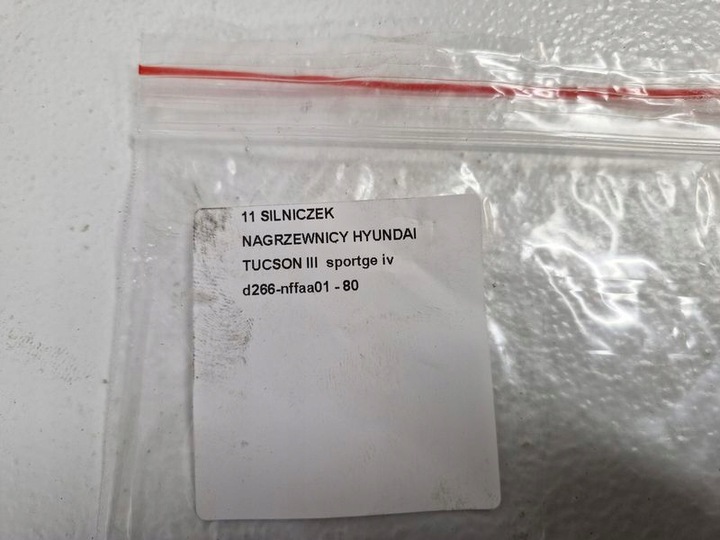 11 SILNICZEK
NAGRZEWNICY HYUNDAI
TUCSON III sportge iv
d266-nffaa01 - 80